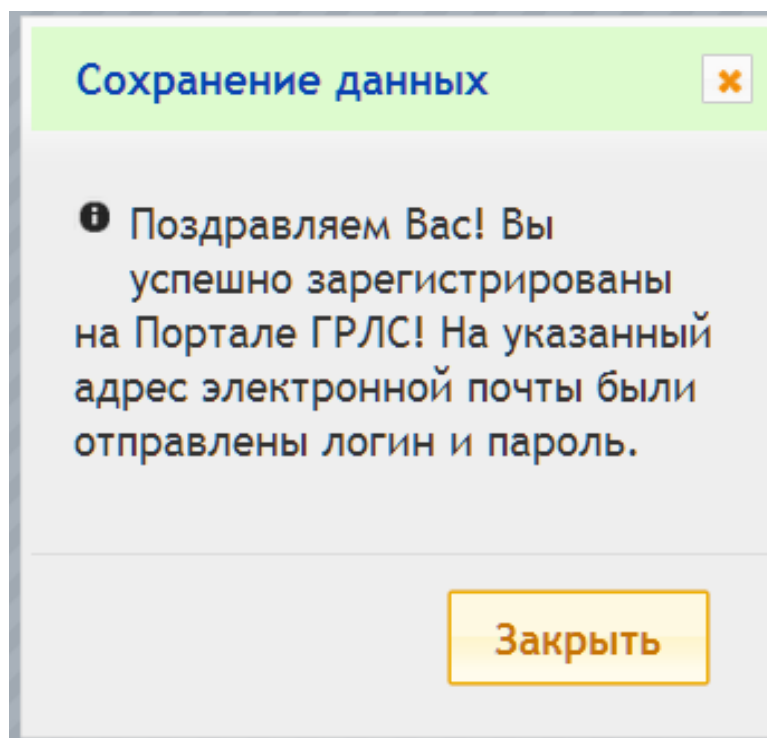 Сохранение данных
Поздравляем Вас! Вы
успешно зарегистрированы
на Портале ГРЛС! На указанный
адрес электронной почты были
отправлены логин и пароль.
Закрыть